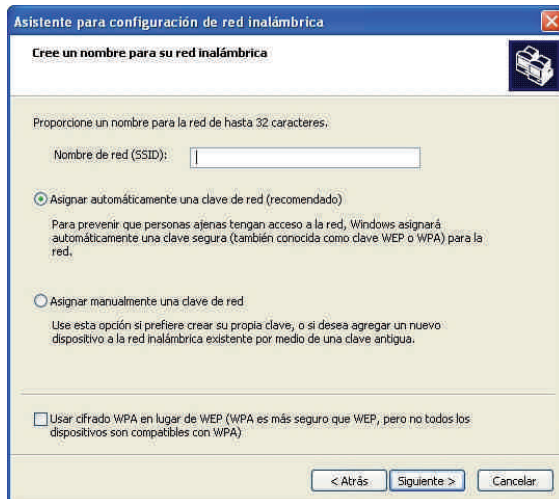 Asistente para configuración de red inalámbrica
Cree un nombre para su red inalámbrica
Proporcione un nombre para la red de hasta 32 caracteres.
Nombre de red (SSID):
Asignar automáticamente una clave de red (recomendado)
Para prevenir que personas ajenas tengan acceso a la red, Windows asignará
automáticamente una clave segura (también conocida como clave WEP o WPA) para la
red.
Asignar manualmente una clave de red
Use esta opción si prefiere crear su propia clave, o si desea agregar un nuevo
dispositivo a la red inalámbrica existente por medio de una clave antigua.
Usar cifrado WPA en lugar de WEP (WPA es más seguro que WEP, pero no todos los
dispositivos son compatibles con WPA)
< Atrás Siguiente > Cancelar